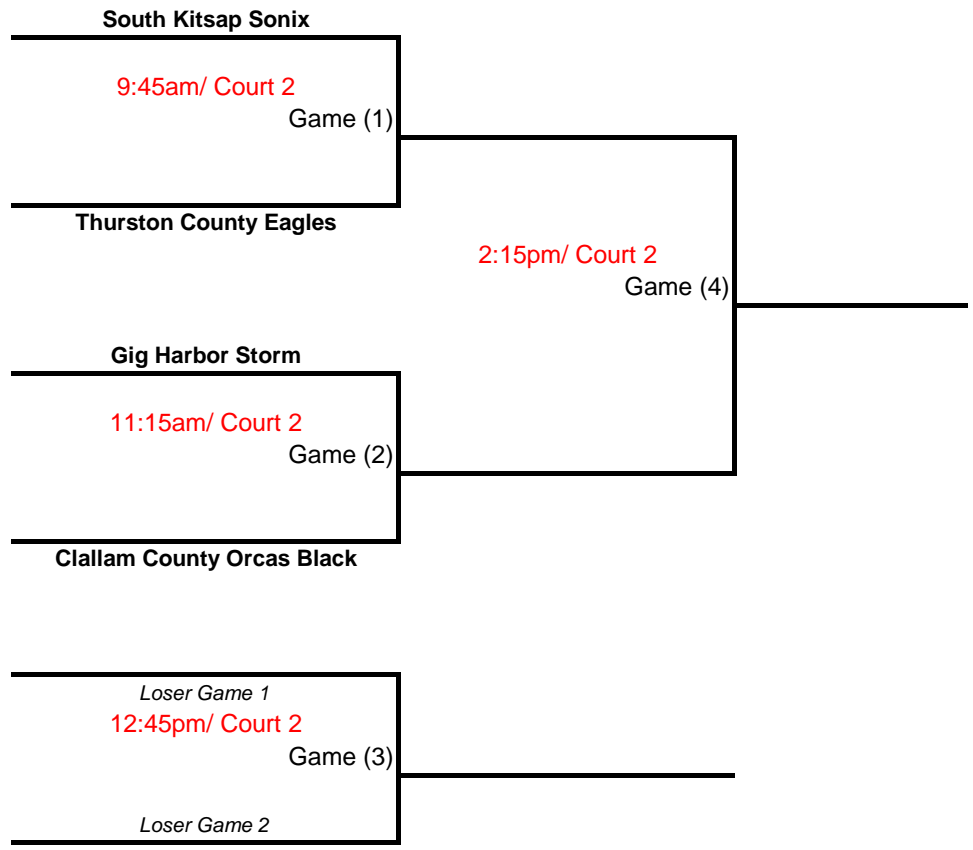 South Kitsap Sonix
9:45am/ Court 2
Game (1)
Thurston County Eagles
2:15pm/ Court 2
Game (4)
Gig Harbor Storm
11:15am/ Court 2
Game (2)
Clallam County Orcas Black
Loser Game 1
12:45pm/ Court 2
Game (3)
Loser Game 2